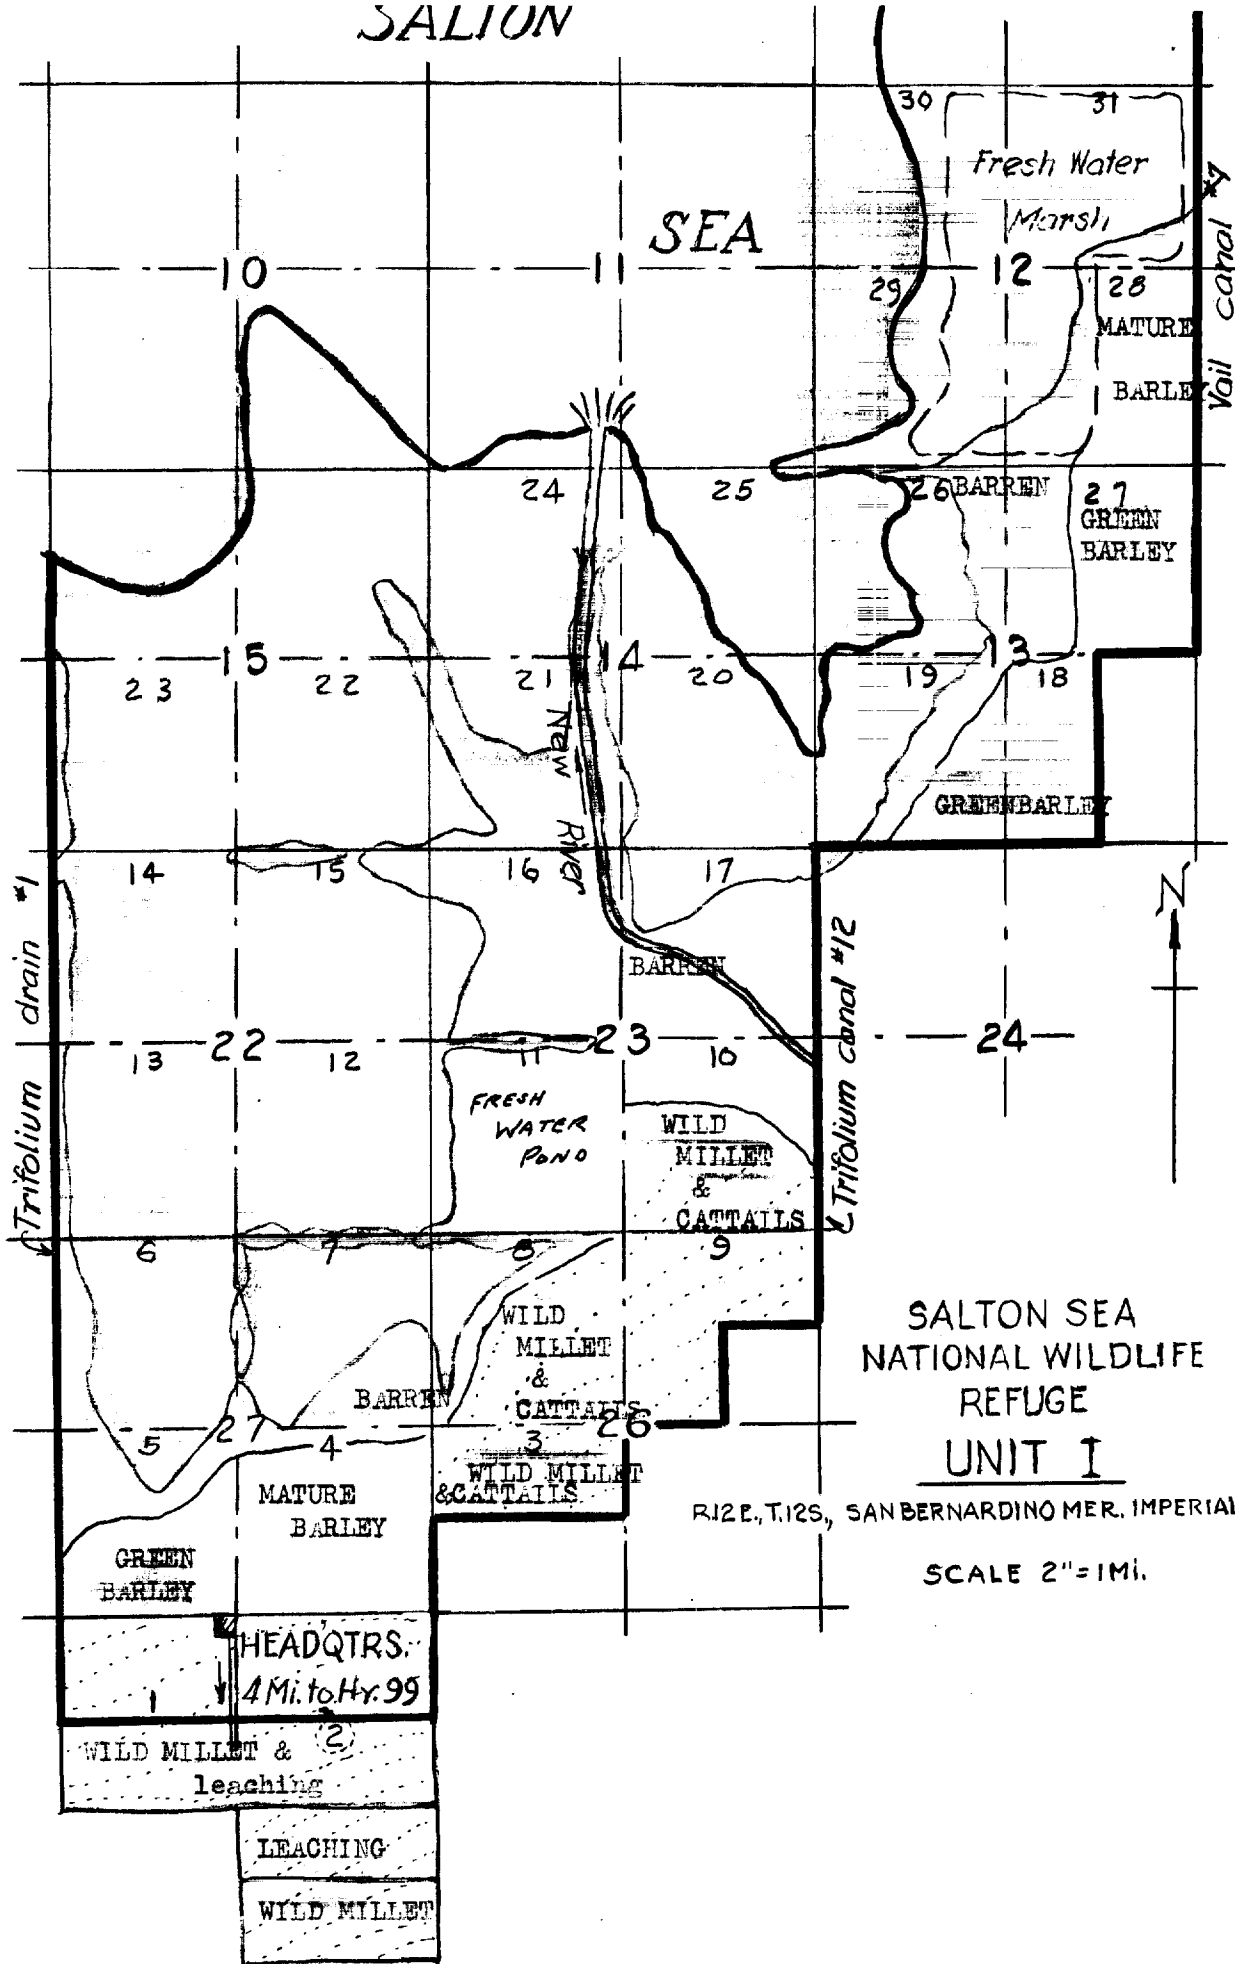 SALTON
30
31
Fresh Water
Marsh
SEA
Vail canal #7
10
11
12
29
28
MATURE
BARLEY
24
25
26
BARREN
27
GREEN
BARLEY
15
14
13
23
22
21
20
19
18
New River
GREENBARLEY
14
15
16
17
N
Trifolium drain #1
BARREN
Trifolium canal #12
22
23
24
13
12
11
10
FRESH
WATER
POND
WILD
MILLET
&
CATTAILS
6
7
8
9
WILD
MILLET
&
CATTAILS
SALTON SEA
NATIONAL WILDLIFE
REFUGE
UNIT I
R.12E., T.12S., SAN BERNARDINO MER. IMPERIAL
SCALE 2"=1MI.
BARREN
27
26
5
4
3
MATURE
BARLEY
WILD MILLET
&CATTAILS
GREEN
BARLEY
HEADQTRS.
4 Mi. to Hy. 99
1
2
WILD MILLET &
leaching
LEACHING
WILD MILLET